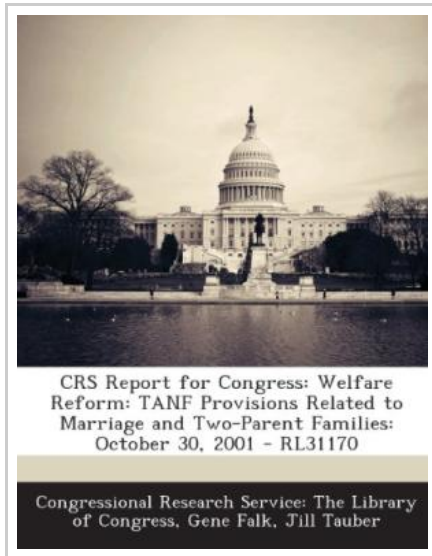 CRS Report for Congress: Welfare
Reform: TANF Provisions Related to
Marriage and Two-Parent Families:
October 30, 2001 - RL31170
Congressional Research Service: The Library
of Congress, Gene Falk, Jill Tauber